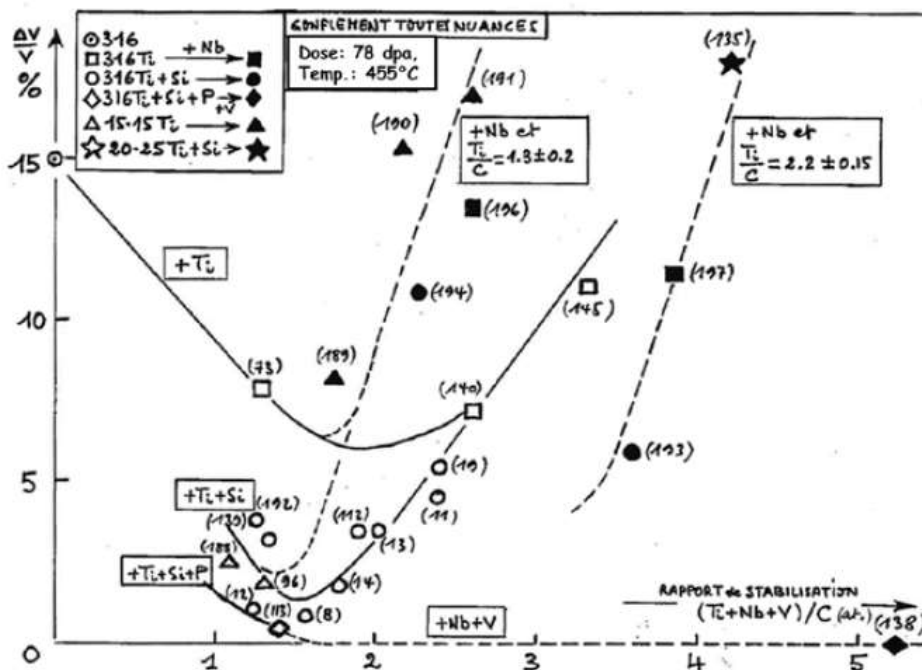 GONFLEMENT TOUTES NUANCES
Dose: 78 dpa,
Temp.: 455°C
ΔV
V
%
316
316Ti +Nb
316Ti+Si
316Ti+Si+P +V
15-15Ti
20-25Ti+Si
(135)
(191)
(190)
+Nb et
Ti/C = 1.3 ± 0.2
+Nb et
Ti/C = 2.2 ± 0.15
15
(196)
+Ti
(197)
(194)
(145)
10
(189)
(73)
(140)
(193)
(19)
5
+Ti+Si
(139) (192)
(11)
(112)
(13)
(188)
+Ti+Si+P
(96)
(14)
(12)
(113)
(8)
RAPPORT de STABILISATION
(Ti+Nb+V)/C (at.)
+Nb+V
(138)
0
1 2 3 4 5